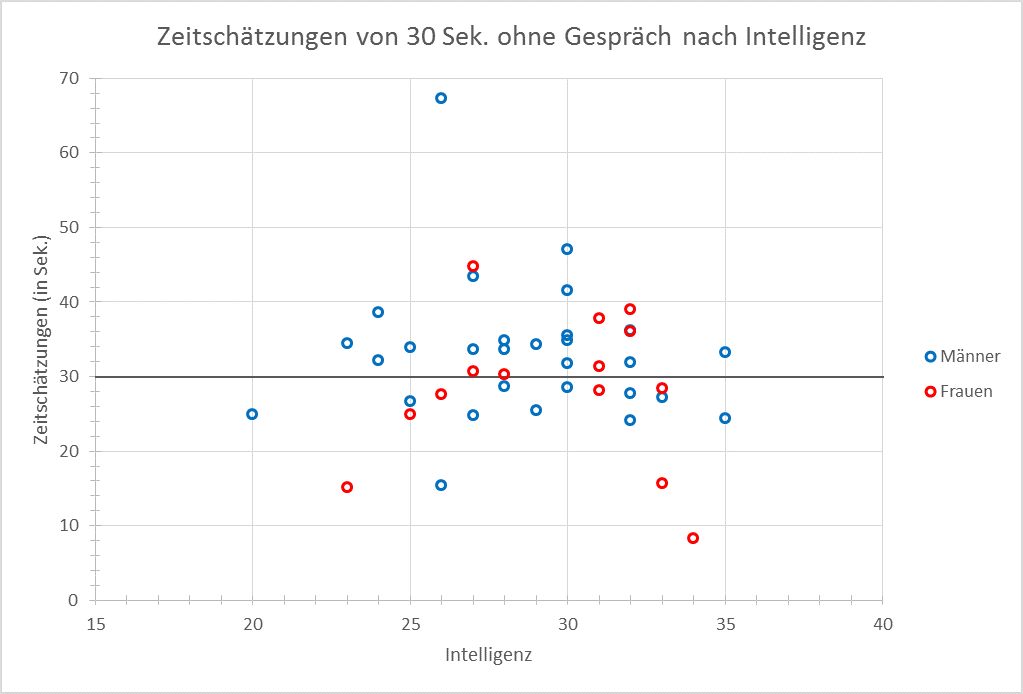 Zeitschätzungen von 30 Sek. ohne Gespräch nach Intelligenz
70
60
50
40
30
20
10
0
Zeitschätzungen (in Sek.)
15 20 25 30 35 40
Intelligenz
Männer
Frauen